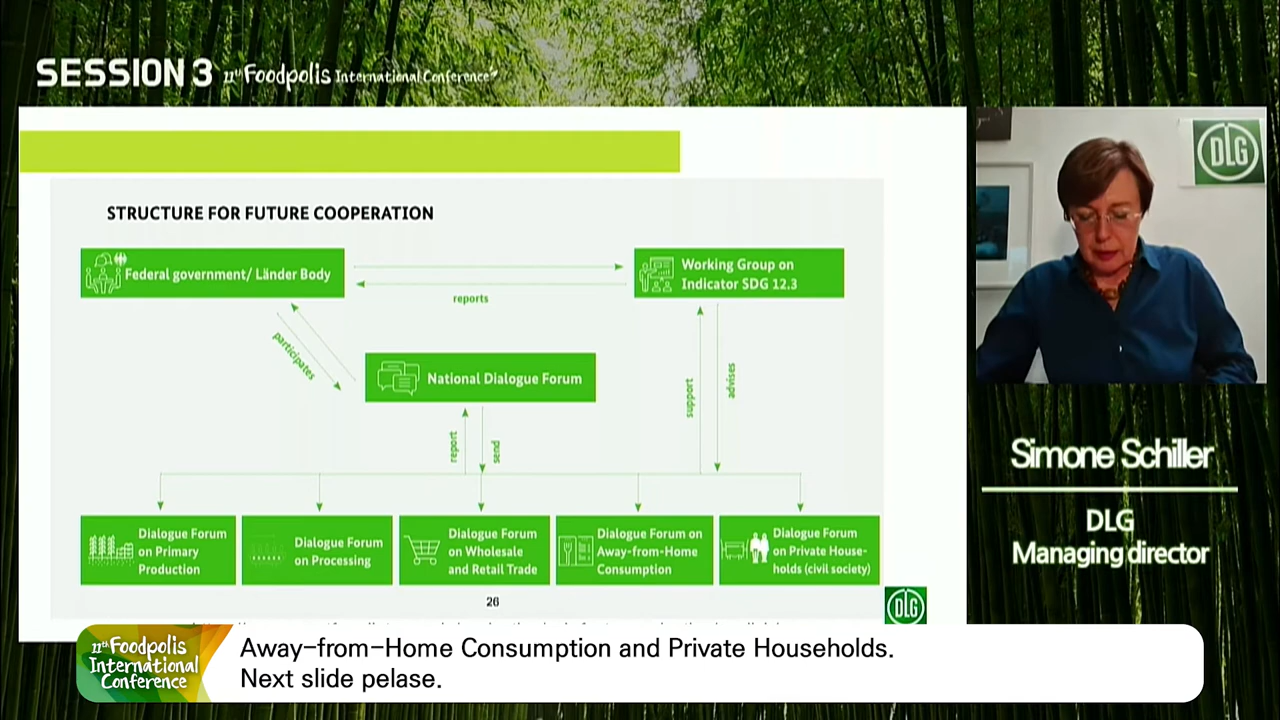 SESSION 3 11th Foodpolis International Conference
STRUCTURE FOR FUTURE COOPERATION
Federal government/ Länder Body
reports
Working Group on
Indicator SDG 12.3
participates
National Dialogue Forum
report
send
support
advises
Dialogue Forum
on Primary
Production
Dialogue Forum
on Processing
Dialogue Forum
on Wholesale
and Retail Trade
Dialogue Forum on
Away-from-Home
Consumption
Dialogue Forum
on Private House-
holds (civil society)
26
DLG
DLG
Simone Schiller
DLG
Managing director
11th Foodpolis
International
Conference
Away-from-Home Consumption and Private Households.
Next slide pelase.